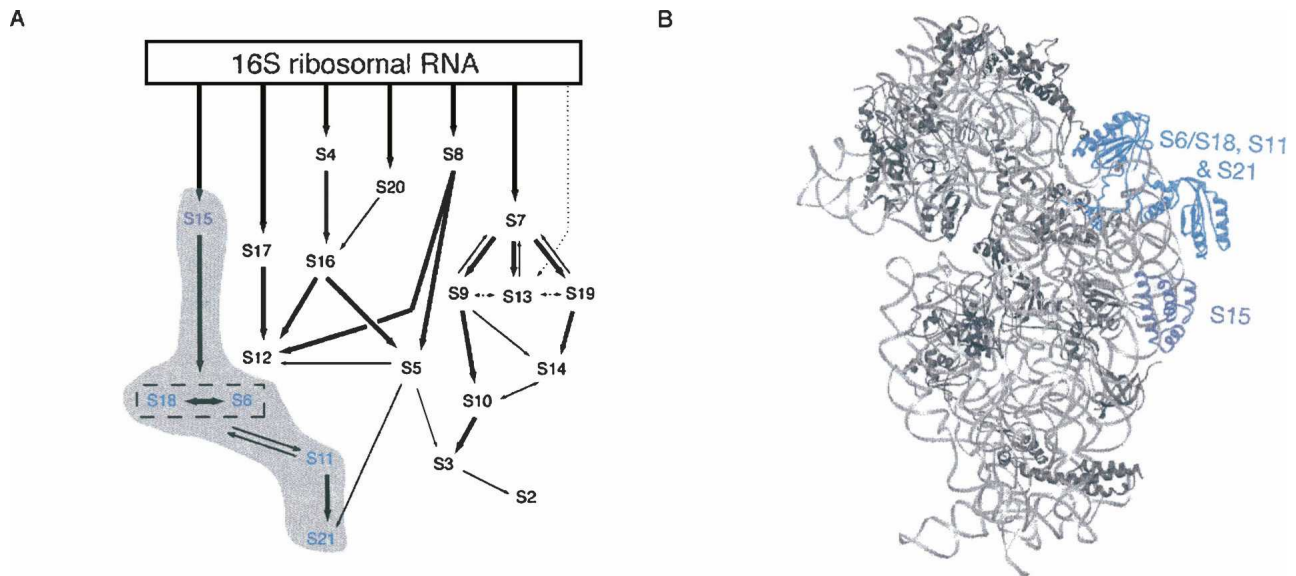 A
B
16S ribosomal RNA
S4
S8
S20
S15
S7
S17
S16
S9
S13
S19
S12
S5
S14
S18
S6
S10
S11
S3
S2
S21
S6/S18, S11
& S21
S15